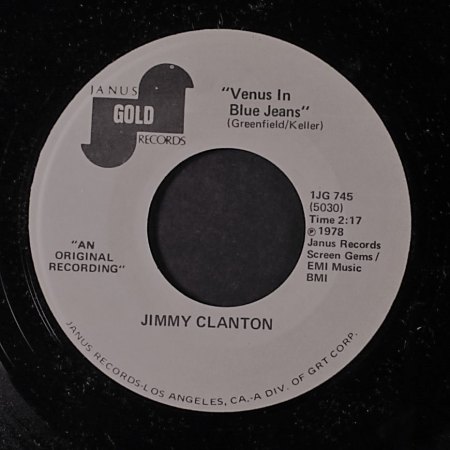 JANUS
GOLD
RECORDS
"Venus In
Blue Jeans"
(Greenfield/Keller)
1JG 745
(5030)
Time 2:17
℗ 1978
Janus Records
Screen Gems/
EMI Music
BMI
"AN
ORIGINAL
RECORDING"
JIMMY CLANTON
JANUS RECORDS-LOS ANGELES, CA.-A DIV. OF GRT CORP.